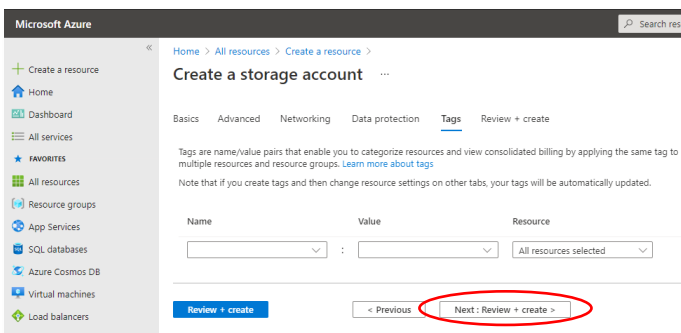 Microsoft Azure
Search res
«
Home > All resources > Create a resource >
Create a storage account ...
Create a resource
Home
Dashboard
All services
FAVORITES
All resources
Resource groups
App Services
SQL databases
Azure Cosmos DB
Virtual machines
Load balancers
Basics Advanced Networking Data protection Tags Review + create
Tags are name/value pairs that enable you to categorize resources and view consolidated billing by applying the same tag to
multiple resources and resource groups. Learn more about tags
Note that if you create tags and then change resource settings on other tabs, your tags will be automatically updated.
Name Value Resource
: All resources selected
Review + create < Previous Next : Review + create >